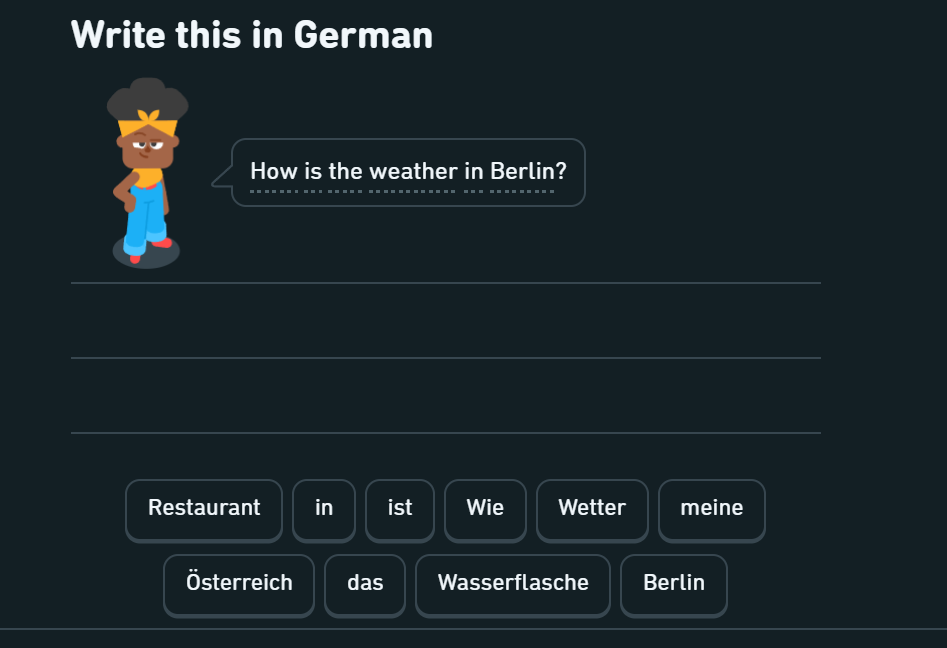 Write this in German
How is the weather in Berlin?
Restaurant in ist Wie Wetter meine
Österreich das Wasserflasche Berlin